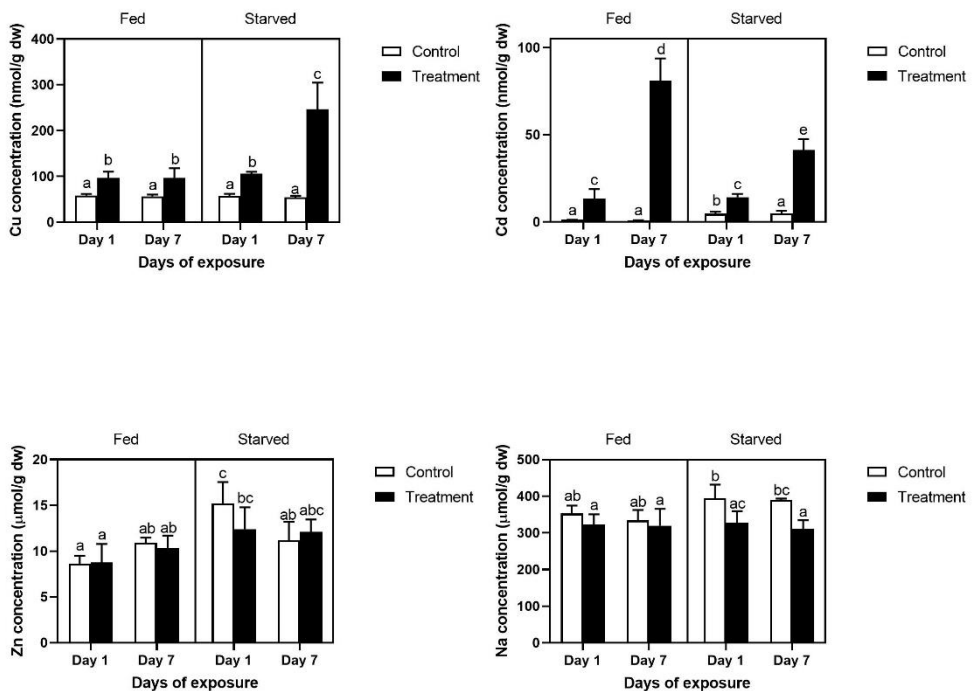 Fed Starved
Cu concentration (nmol/g dw)
400
300
200
100
0
a b a b a b a c
Day 1 Day 7 Day 1 Day 7
Days of exposure
Control
Treatment
Fed Starved
Cd concentration (nmol/g dw)
100
50
0
a c a d b c a e
Day 1 Day 7 Day 1 Day 7
Days of exposure
Control
Treatment
Fed Starved
Zn concentration (μmol/g dw)
20
15
10
5
0
a a ab ab c bc ab abc
Day 1 Day 7 Day 1 Day 7
Days of exposure
Control
Treatment
Fed Starved
Na concentration (μmol/g dw)
500
400
300
200
100
0
ab a ab a b ac bc a
Day 1 Day 7 Day 1 Day 7
Days of exposure
Control
Treatment